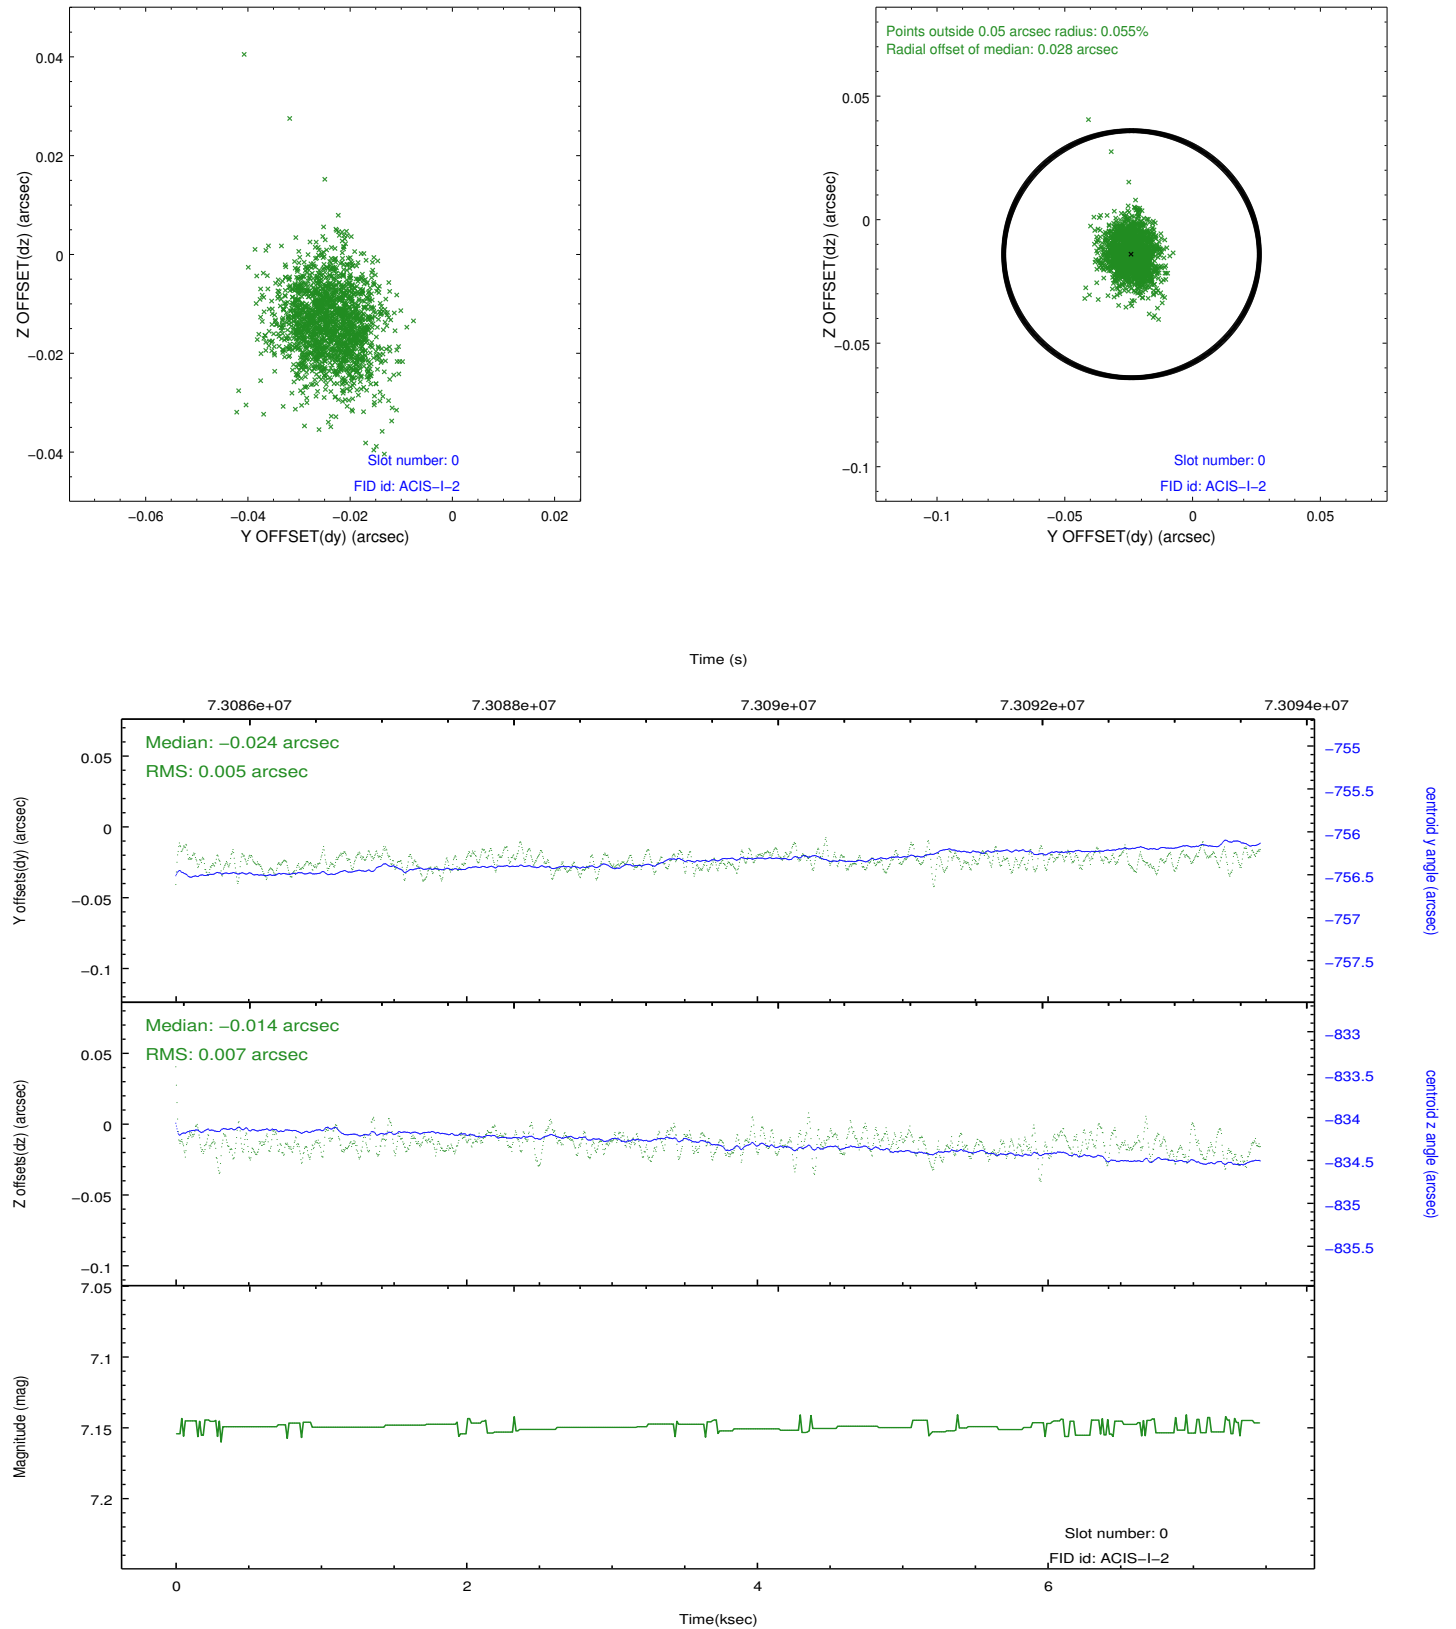 0.04
0.02
0
−0.02
−0.04
Z OFFSET(dz) (arcsec)
Slot number: 0
FID id: ACIS−I−2
−0.06
−0.04
−0.02
0
0.02
Y OFFSET(dy) (arcsec)
Points outside 0.05 arcsec radius: 0.055%
Radial offset of median: 0.028 arcsec
0.05
0
−0.05
−0.1
Z OFFSET(dz) (arcsec)
Slot number: 0
FID id: ACIS−I−2
−0.1
−0.05
0
0.05
Y OFFSET(dy) (arcsec)
Time (s)
7.3086e+07
7.3088e+07
7.309e+07
7.3092e+07
7.3094e+07
Median: −0.024 arcsec
RMS: 0.005 arcsec
0.05
0
−0.05
−0.1
Y offsets(dy) (arcsec)
−755
−755.5
−756
−756.5
−757
−757.5
centroid y angle (arcsec)
Median: −0.014 arcsec
RMS: 0.007 arcsec
0.05
0
−0.05
−0.1
Z offsets(dz) (arcsec)
−833
−833.5
−834
−834.5
−835
−835.5
centroid z angle (arcsec)
7.05
7.1
7.15
7.2
Magnitude (mag)
Slot number: 0
FID id: ACIS−I−2
0
2
4
6
Time(ksec)